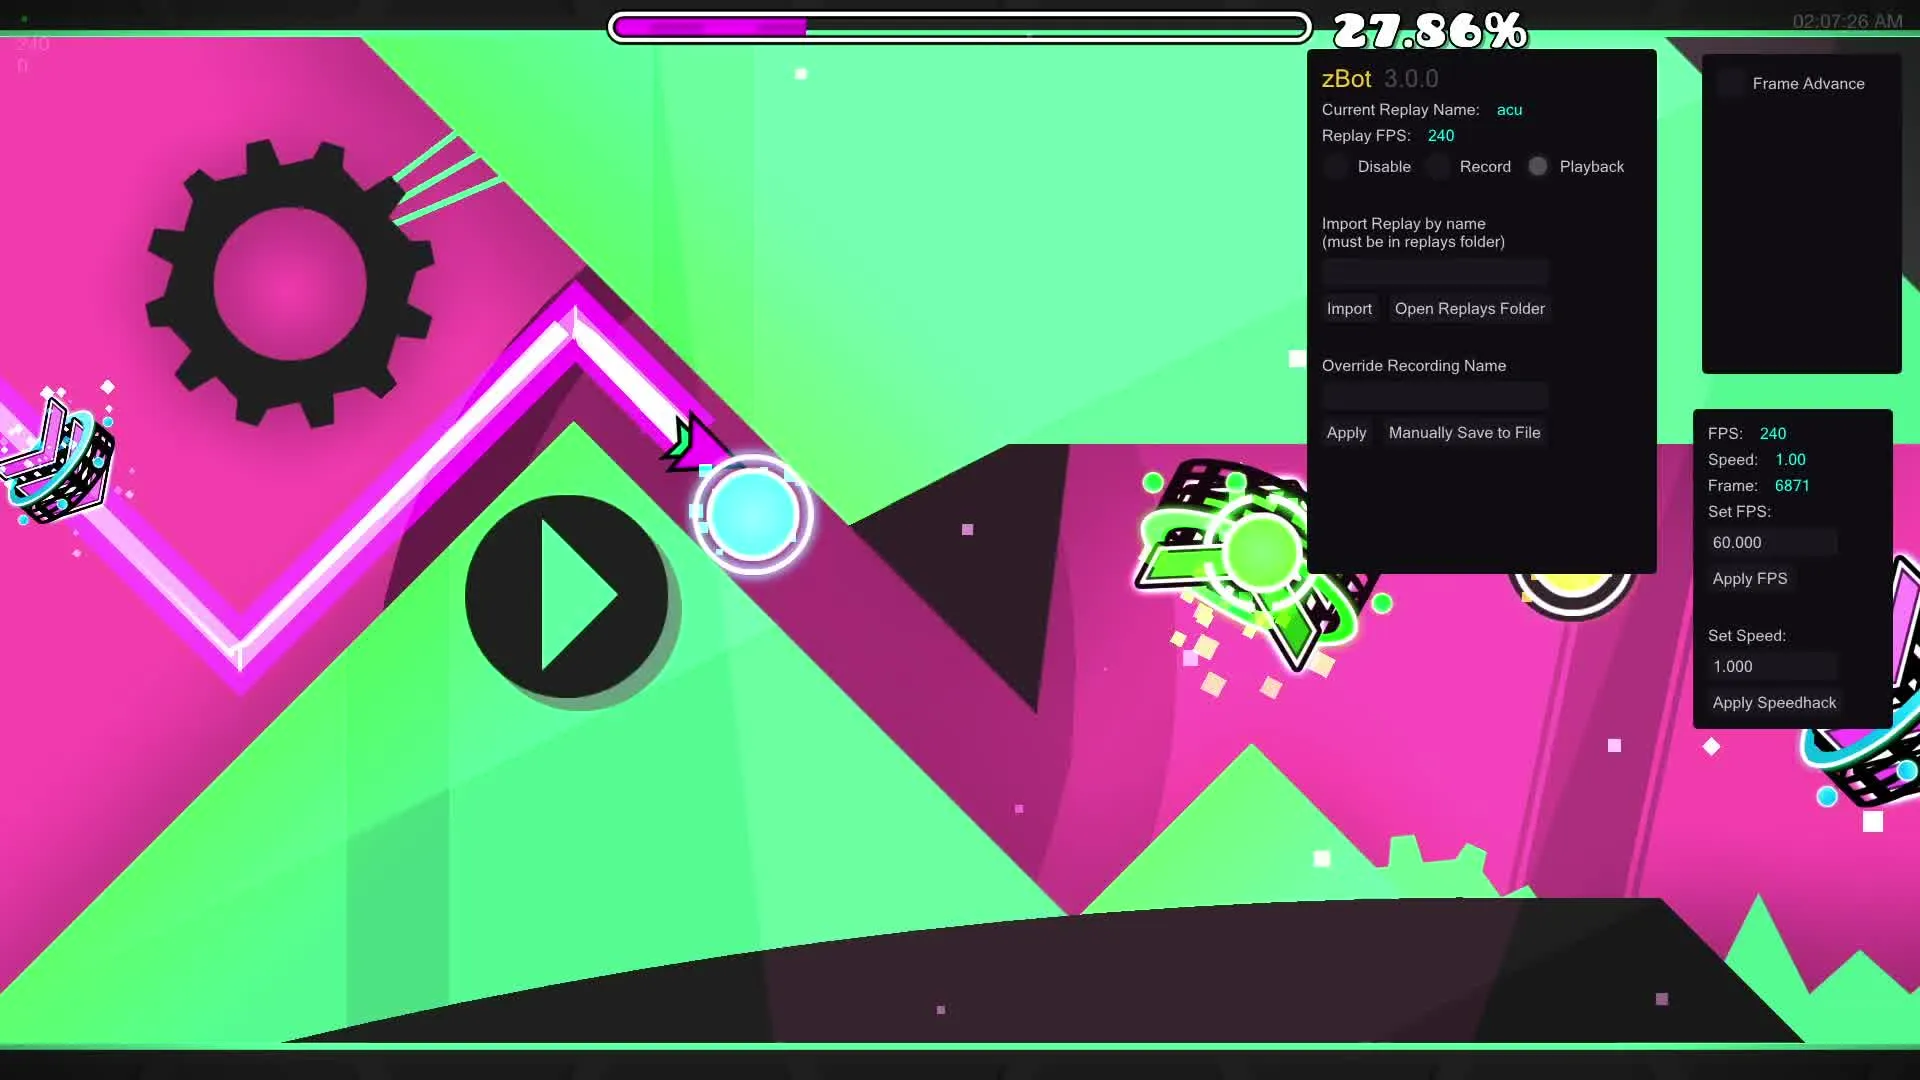 27.86%
02:07:26 AM
240
0
zBot 3.0.0
Current Replay Name: acu
Replay FPS: 240
Disable Record Playback
Import Replay by name
(must be in replays folder)
Import Open Replays Folder
Override Recording Name
Apply Manually Save to File
Frame Advance
FPS: 240
Speed: 1.00
Frame: 6871
Set FPS:
60.000
Apply FPS
Set Speed:
1.000
Apply Speedhack